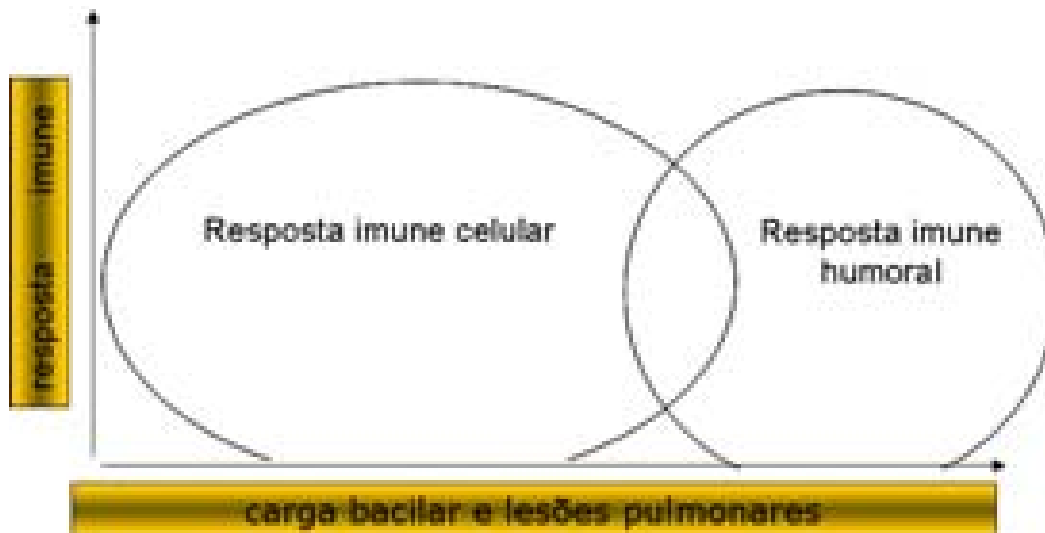 resposta imune
Resposta imune celular
Resposta imune
humoral
carga bacilar e lesões pulmonares